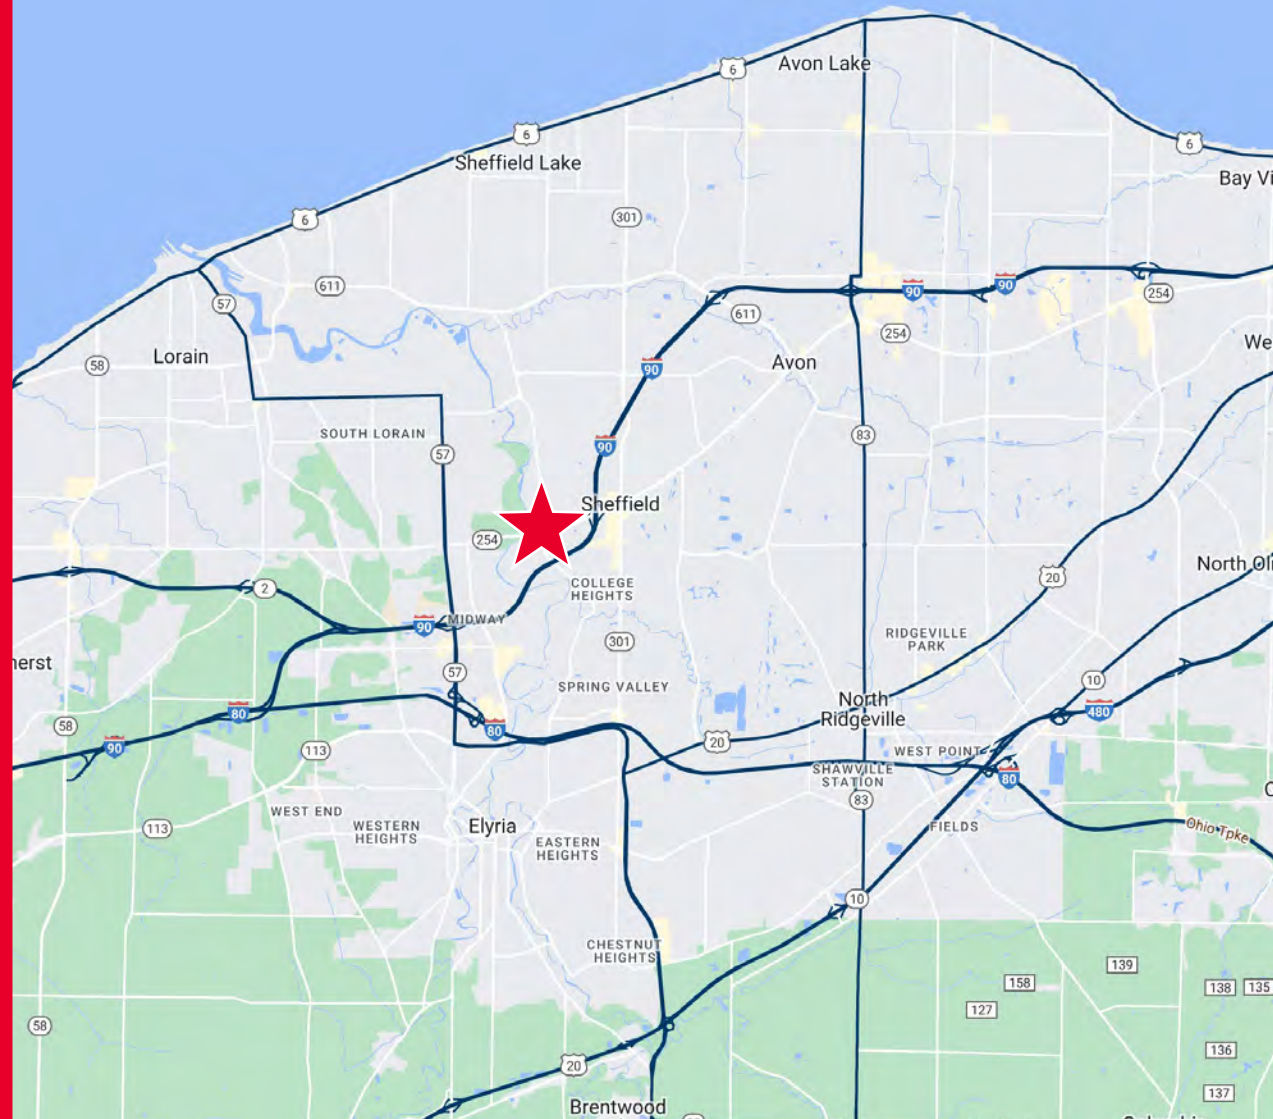 Avon Lake
6
6
6
Sheffield Lake
Bay Vi
301
6
611
90
90
254
57
611
254
We
Lorain
58
90
Avon
SOUTH LORAIN
83
90
57
Sheffield
254
North Ol
COLLEGE
HEIGHTS
20
2
MIDWAY
90
RIDGEVILLE
PARK
301
herst
57
10
SPRING VALLEY
North
Ridgeville
80
480
58
80
20
90
113
WEST POINT
SHAWVILLE
STATION
80
83
WEST END
113
WESTERN
HEIGHTS
Elyria
FIELDS
Ohio Tpke
EASTERN
HEIGHTS
10
CHESTNUT
HEIGHTS
139
158
138
135
127
58
136
20
137
Brentwood